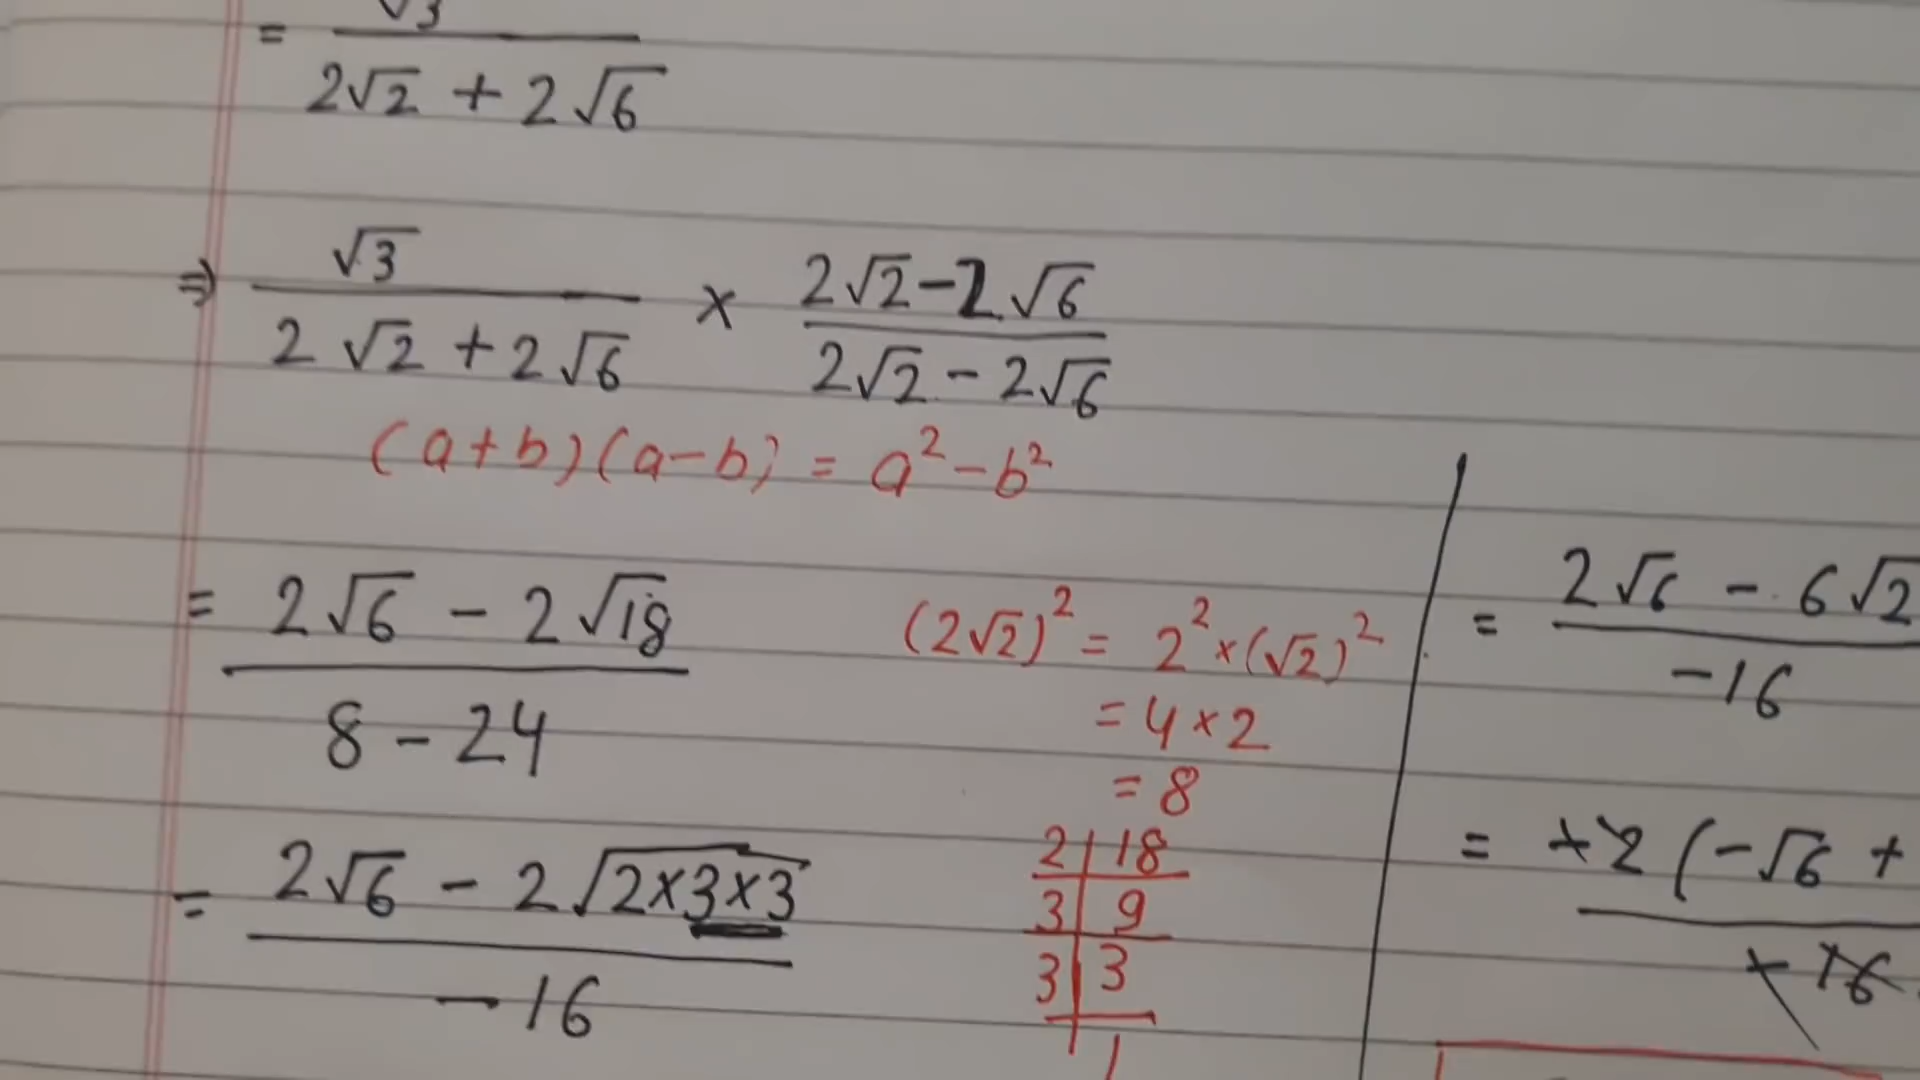 = √3 / 2√2 + 2√6
⇒ √3 / 2√2 + 2√6 × 2√2 - 2√6 / 2√2 - 2√6
(a+b)(a-b) = a² - b²
= 2√6 - 2√18 / 8 - 24
= 2√6 - 2√2×3×3 / -16
(2√2)² = 2² × (√2)²
= 4 × 2
= 8
2 | 18
3 | 9
3 | 3
1
= 2√6 - 6√2 / -16
= +2 (-√6 + / +16